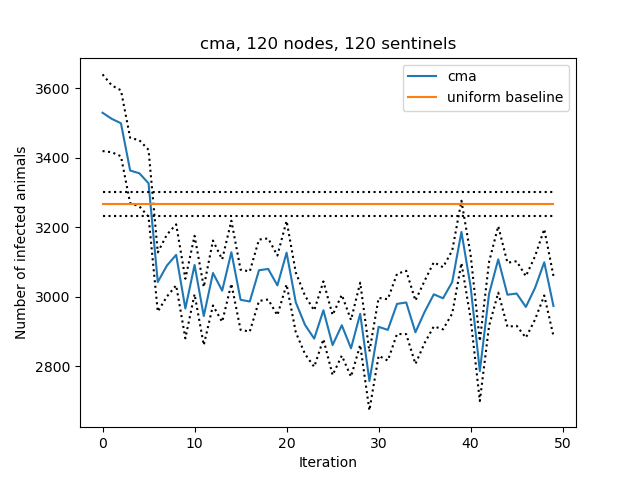 cma, 120 nodes, 120 sentinels
cma
uniform baseline
Number of infected animals
3600
3400
3200
3000
2800
0
10
20
30
40
50
Iteration